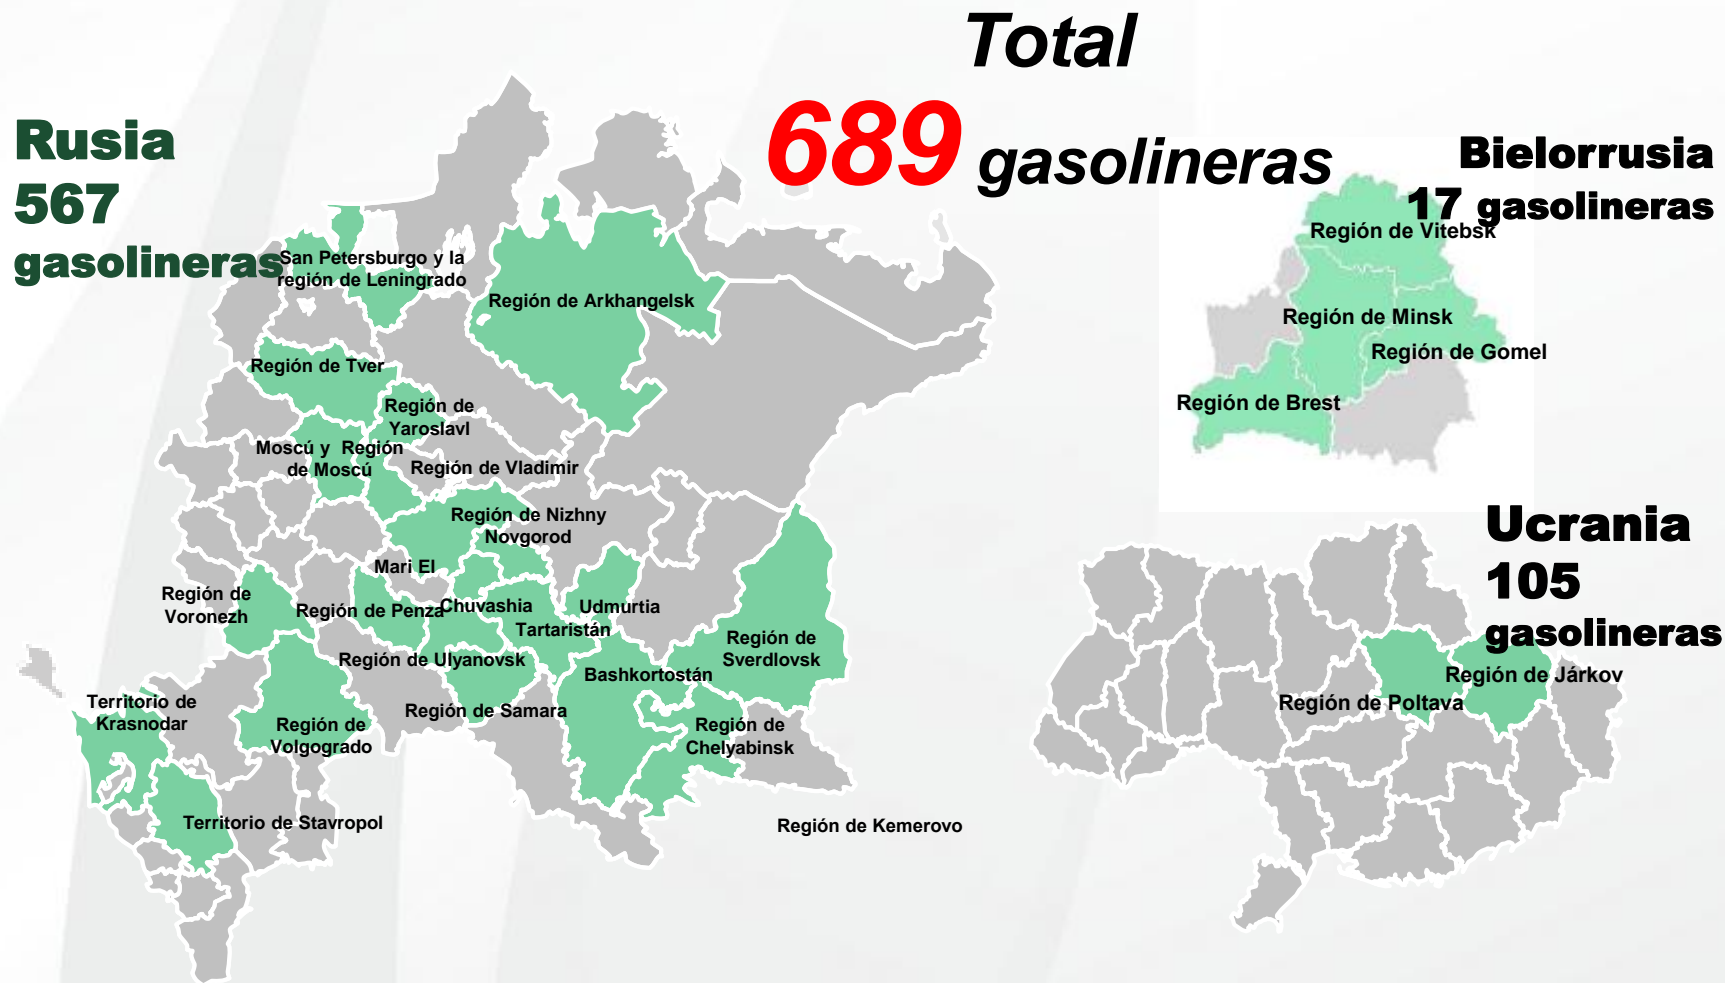 Total
689 gasolineras
Rusia
567
gasolineras
San Petersburgo y la
región de Leningrado
Región de Arkhangelsk
Región de Tver
Región de
Yaroslavl
Moscú y Región
de Moscú
Región de Vladimir
Región de Nizhny
Novgorod
Mari El
Región de
Voronezh
Región de Penza
Chuvashia
Udmurtia
Tartaristán
Región de
Sverdlovsk
Región de Ulyanovsk
Bashkortostán
Territorio de
Krasnodar
Región de Samara
Región de
Volgogrado
Región de
Chelyabinsk
Territorio de Stavropol
Región de Kemerovo
Bielorrusia
17 gasolineras
Región de Vitebsk
Región de Minsk
Región de Gomel
Región de Brest
Ucrania
105
gasolineras
Región de Járkov
Región de Poltava